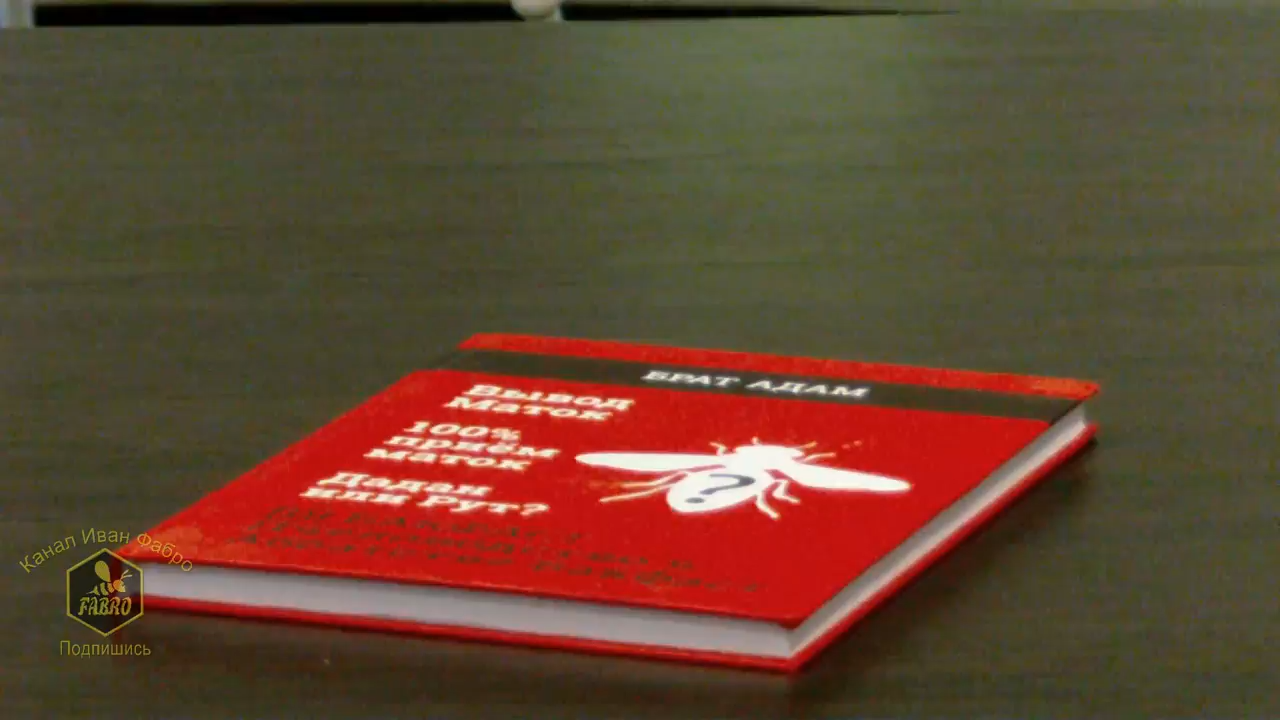 БРАТ АДАМ
Вывод
Маток
100%
приём
маток
Дадан
или Рут?
?
Канал Иван Фабро
FABRO
Подпишись